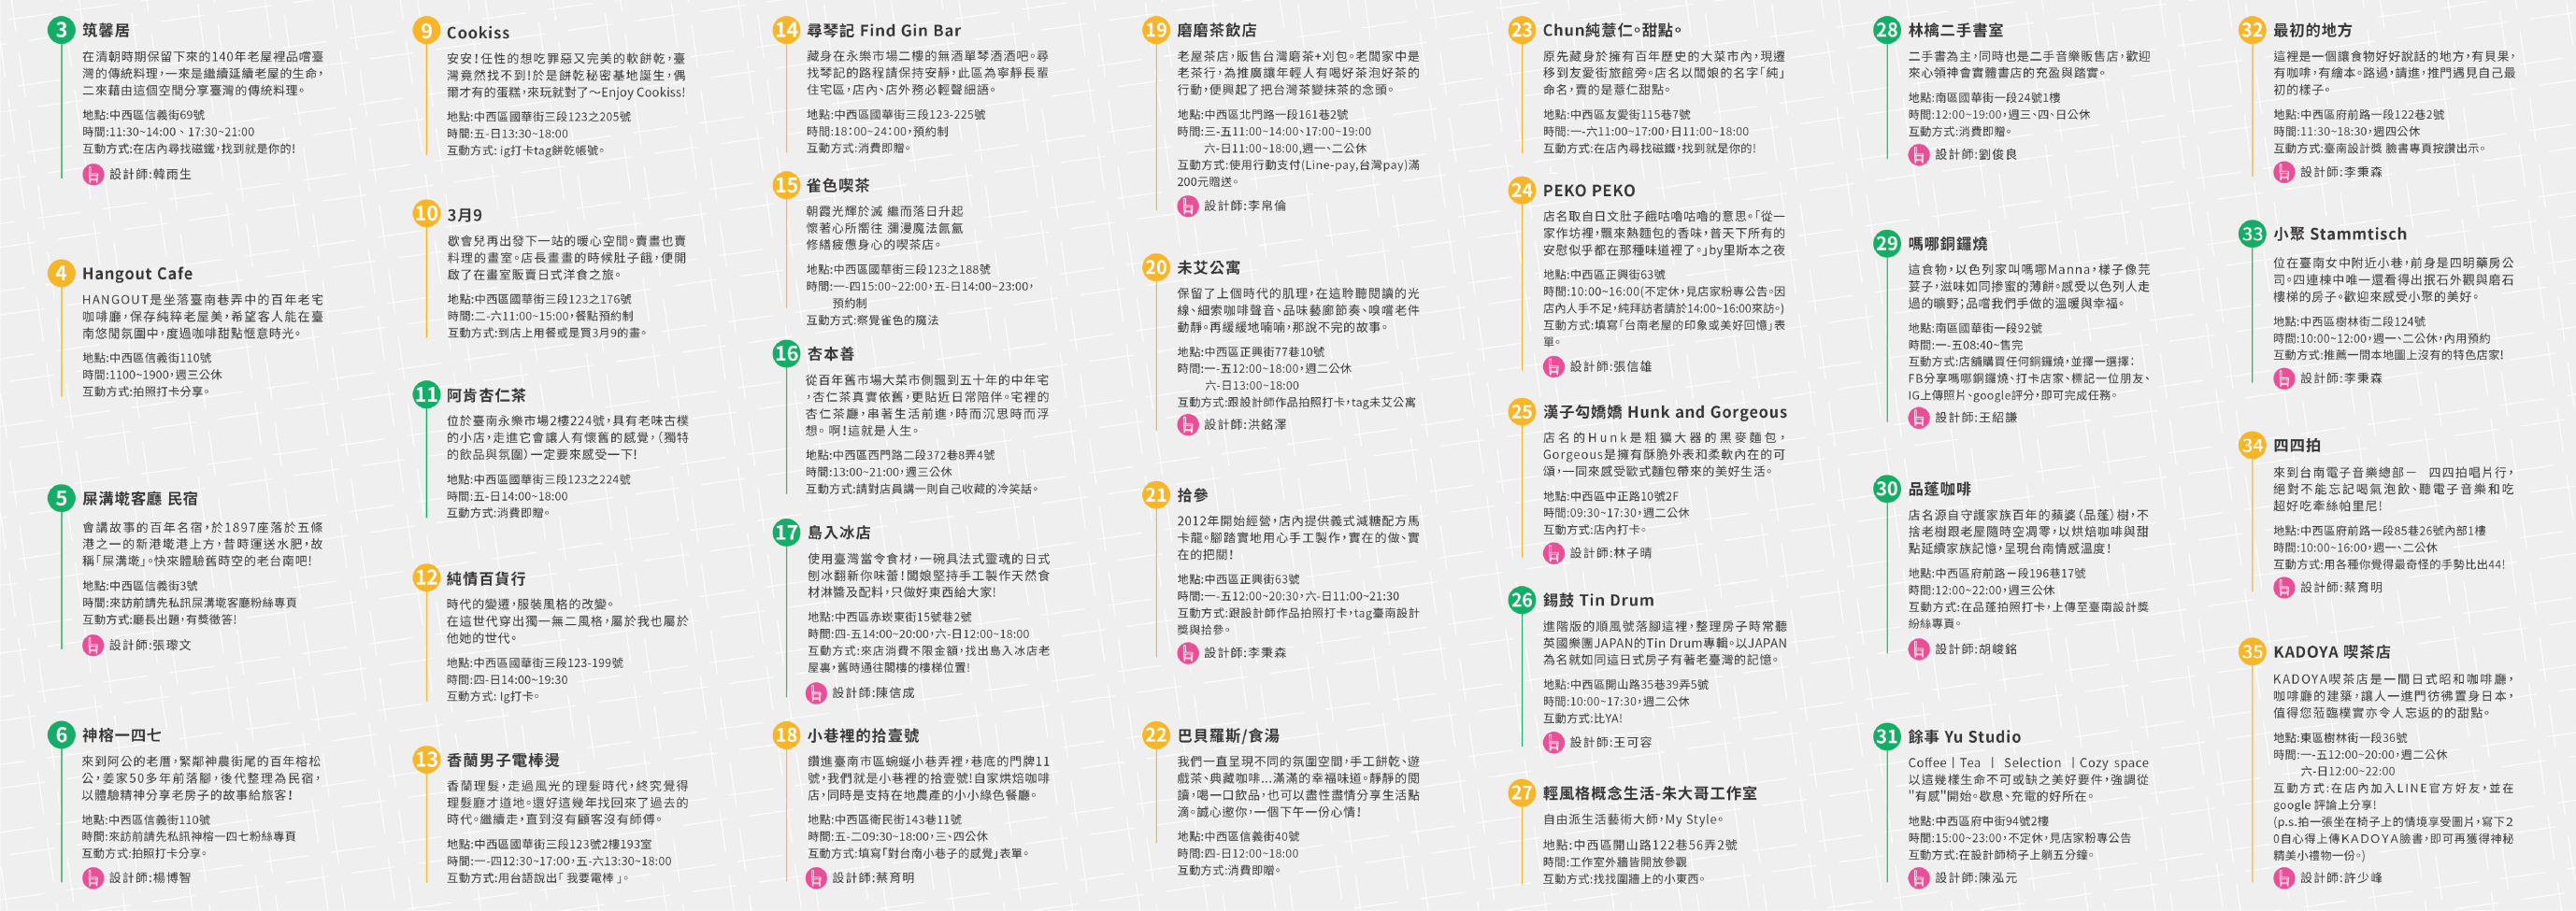 3 筑馨居
在清朝時期保留下來的140年老屋裡品嚐臺
灣的傳統料理，一來是繼續延續老屋的生命，
二來藉由這個空間分享臺灣的傳統料理。
地點:中西區信義街69號
時間:11:30~14:00、17:30~21:00
互動方式:在店內尋找磁鐵，找到就是你的!
設計師:韓雨生
4 Hangout Cafe
HANGOUT是坐落臺南巷弄中的百年老宅
咖啡廳，保存純粹老屋美，希望客人能在臺
南悠閒氛圍中，度過咖啡甜點愜意時光。
地點:中西區信義街110號
時間:1100~1900，週三公休
互動方式:拍照打卡分享。
5 屎溝墘客廳 民宿
會講故事的百年名宿，於1897座落於五條
港之一的新港墘港上方，昔時運送水肥，故
稱「屎溝墘」。快來體驗舊時空的老台南吧!
地點:中西區信義街3號
時間:來訪前請先私訊屎溝墘客廳粉絲專頁
互動方式:廳長出題，有獎徵答!
設計師:張瓈文
6 神榕一四七
來到阿公的老厝，緊鄰神農街尾的百年榕松
公，姜家50多年前落腳，後代整理為民宿，
以體驗精神分享老房子的故事給旅客!
地點:中西區信義街110號
時間:來訪前請先私訊神榕一四七粉絲專頁
互動方式:拍照打卡分享。
設計師:楊博智
9 Cookiss
安安!任性的想吃罪惡又完美的軟餅乾，臺
灣竟然找不到!於是餅乾秘密基地誕生，偶
爾才有的蛋糕，來玩就對了～Enjoy Cookiss!
地點:中西區國華街三段123之205號
時間:五-日13:30~18:00
互動方式: ig打卡tag餅乾帳號。
10 3月9
歇會兒再出發下一站的暖心空間。賣畫也賣
料理的畫室。店長畫畫的時候肚子餓，便開
啟了在畫室販賣日式洋食之旅。
地點:中西區國華街三段123之176號
時間:二-六11:00~15:00，餐點預約制
互動方式:到店上用餐或是買3月9的畫。
11 阿肯杏仁茶
位於臺南永樂市場2樓224號，具有老味古樸
的小店，走進它會讓人有懷舊的感覺，（獨特
的飲品與氛圍）一定要來感受一下!
地點:中西區國華街三段123之224號
時間:五-日14:00~18:00
互動方式:消費即贈。
12 純情百貨行
時代的變遷，服裝風格的改變。
在這世代穿出獨一無二風格，屬於我也屬於
他她的世代。
地點:中西區國華街三段123-199號
時間:四-日14:00~19:30
互動方式: Ig打卡。
13 香蘭男子電棒燙
香蘭理髮，走過風光的理髮時代，終究覺得
理髮廳才道地。還好這幾年找回來了過去的
時代。繼續走，直到沒有顧客沒有師傅。
地點:中西區國華街三段123號2樓193室
時間:一-四12:30~17:00，五-六13:30~18:00
互動方式:用台語說出「 我要電棒 」。
14 尋琴記 Find Gin Bar
藏身在永樂市場二樓的無酒單琴酒酒吧。尋
找琴記的路程請保持安靜，此區為寧靜長輩
住宅區，店內、店外務必輕聲細語。
地點:中西區國華街三段123-225號
時間:18：00~24：00，預約制
互動方式:消費即贈。
15 雀色喫茶
朝霞光輝於滅 繼而落日升起
懷著心所嚮往 瀰漫魔法氤氳
修繕疲憊身心的喫茶店。
地點:中西區國華街三段123之188號
時間:一-四15:00~22:00，五-日14:00~23:00，
預約制
互動方式:察覺雀色的魔法
16 杏本善
從百年舊市場大菜市側飄到五十年的中年宅
，杏仁茶真實依舊，更貼近日常陪伴。宅裡的
杏仁茶廳，串著生活前進，時而沉思時而浮
想。 啊!這就是人生。
地點:中西區西門路二段372巷8弄4號
時間:13:00~21:00，週三公休
互動方式:請對店員講一則自己收藏的冷笑話。
17 島入冰店
使用臺灣當令食材，一碗具法式靈魂的日式
刨冰翻新你味蕾!闆娘堅持手工製作天然食
材淋醬及配料，只做好東西給大家!
地點:中西區赤崁東街15號巷2號
時間:四-五14:00~20:00，六-日12:00~18:00
互動方式:來店消費不限金額，找出島入冰店老
屋裏，舊時通往閣樓的樓梯位置!
設計師:陳信成
18 小巷裡的拾壹號
鑽進臺南市區蜿蜒小巷弄裡，巷底的門牌11
號，我們就是小巷裡的拾壹號!自家烘焙咖啡
店，同時是支持在地農產的小小綠色餐廳。
地點:中西區衛民街143巷11號
時間:五-二09:30~18:00，三、四公休
互動方式:填寫「對台南小巷子的感覺」表單。
設計師:蔡育明
19 磨磨茶飲店
老屋茶店，販售台灣磨茶+刈包。老闆家中是
老茶行，為推廣讓年輕人有喝好茶泡好茶的
行動，便興起了把台灣茶變抹茶的念頭。
地點:中西區北門路一段161巷2號
時間:三-五11:00~14:00、17:00~19:00
六-日11:00~18:00，週一、二公休
互動方式:使用行動支付(Line-pay,台灣pay)滿
200元贈送。
設計師:李帛倫
20 未艾公寓
保留了上個時代的肌理，在這聆聽閱讀的光
線、細索咖啡聲音、品味藝廊節奏、嗅嚐老件
動靜。再緩緩地喃喃，那說不完的故事。
地點:中西區正興街77巷10號
時間:一-五12:00~18:00，週二公休
六-日13:00~18:00
互動方式:跟設計師作品拍照打卡，tag未艾公寓
設計師:洪銘澤
21 拾參
2012年開始經營，店內提供義式減糖配方馬
卡龍。腳踏實地用心手工製作，實在的做、實
在的把關!
地點:中西區正興街63號
時間:一-五12:00~20:30，六-日11:00~21:30
互動方式:跟設計師作品拍照打卡，tag臺南設計
獎與拾參。
設計師:李秉森
22 巴貝羅斯/食湯
我們一直呈現不同的氛圍空間，手工餅乾、遊
戲茶、典藏咖啡...滿滿的幸福味道。靜靜的閱
讀，喝一口飲品，也可以盡性盡情分享生活點
滴。誠心邀你，一個下午一份心情!
地點:中西區信義街40號
時間:四-日12:00~18:00
互動方式:消費即贈。
23 Chun純薏仁。甜點。
原先藏身於擁有百年歷史的大菜市內，現遷
移到友愛街旅館旁。店名以闆娘的名字「純」
命名，賣的是薏仁甜點。
地點:中西區友愛街115巷7號
時間:一-六11:00~17:00，日11:00~18:00
互動方式:在店內尋找磁鐵，找到就是你的!
24 PEKO PEKO
店名取自日文肚子餓咕嚕咕嚕的意思。「從一
家作坊裡，飄來熱麵包的香味，普天下所有的
安慰似乎都在那種味道裡了。」by里斯本之夜
地點:中西區正興街63號
時間:10:00~16:00(不定休，見店家粉專公告。因
店內人手不足，純拜訪者請於14:00~16:00來訪。)
互動方式:填寫「台南老屋的印象或美好回憶」表
單。
設計師:張信雄
25 漢子勾嬌嬌 Hunk and Gorgeous
店名的Hunk是粗獷大器的黑麥麵包，
Gorgeous是擁有酥脆外表和柔軟內在的可
頌，一同來感受歐式麵包帶來的美好生活。
地點:中西區中正路10號2F
時間:09:30~17:30，週二公休
互動方式:店內打卡。
設計師:林子晴
26 錫鼓 Tin Drum
進階版的順風號落腳這裡，整理房子時常聽
英國樂團JAPAN的Tin Drum專輯。以JAPAN
為名就如同這日式房子有著老臺灣的記憶。
地點:中西區開山路35巷39弄5號
時間:10:00~17:30，週二公休
互動方式:比YA!
設計師:王可容
27 輕風格概念生活-朱大哥工作室
自由派生活藝術大師，My Style。
地點:中西區開山路122巷56弄2號
時間:工作室外牆皆開放參觀
互動方式:找找圍牆上的小東西。
28 林檎二手書室
二手書為主，同時也是二手音樂販售店，歡迎
來心領神會實體書店的充盈與踏實。
地點:南區國華街一段24號1樓
時間:12:00~19:00，週三、四、日公休
互動方式:消費即贈。
設計師:劉俊良
29 嗎哪銅鑼燒
這食物，以色列家叫嗎哪Manna，樣子像芫
荽子，滋味如同摻蜜的薄餅。感受以色列人走
過的曠野;品嚐我們手做的溫暖與幸福。
地點:南區國華街一段92號
時間:一-五08:40~售完
互動方式:店舖購買任何銅鑼燒，並擇一選擇：
FB分享嗎哪銅鑼燒、打卡店家、標記一位朋友、
IG上傳照片、google評分，即可完成任務。
設計師:王紹謙
30 品蓬咖啡
店名源自守護家族百年的蘋婆（品蓬）樹，不
捨老樹跟老屋隨時空凋零，以烘焙咖啡與甜
點延續家族記憶，呈現台南情感溫度!
地點:中西區府前路一段196巷17號
時間:12:00~22:00，週三公休
互動方式:在品蓬拍照打卡，上傳至臺南設計獎
粉絲專頁。
設計師:胡峻銘
31 餘事 Yu Studio
Coffee | Tea | Selection | Cozy space
以這幾樣生命不可或缺之美好要件，強調從
"有感"開始。歇息、充電的好所在。
地點:中西區府中街94號2樓
時間:15:00~23:00，不定休，見店家粉專公告
互動方式:在設計師椅子上躺五分鐘。
設計師:陳泓元
32 最初的地方
這裡是一個讓食物好好說話的地方，有貝果，
有咖啡，有繪本。路過，請進，推門遇見自己最
初的樣子。
地點:中西區府前路一段122巷2號
時間:11:30~18:30，週四公休
互動方式:臺南設計獎 臉書專頁按讚出示。
設計師:李秉森
33 小聚 Stammtisch
位在臺南女中附近小巷，前身是四明藥房公
司。四連棟中唯一還看得出抿石外觀與磨石
樓梯的房子。歡迎來感受小聚的美好。
地點:中西區樹林街二段124號
時間:10:00~12:00，週一、二公休，內用預約
互動方式:推薦一間本地圖上沒有的特色店家!
設計師:李秉森
34 四四拍
來到台南電子音樂總部－ 四四拍唱片行，
絕對不能忘記喝氣泡飲、聽電子音樂和吃
超好吃牽絲帕里尼!
地點:中西區府前路一段85巷26號內部1樓
時間:10:00~16:00，週一、二公休
互動方式:用各種你覺得最奇怪的手勢比出44!
設計師:蔡育明
35 KADOYA 喫茶店
KADOYA喫茶店是一間日式昭和咖啡廳，
咖啡廳的建築，讓人一進門彷彿置身日本，
值得您蒞臨樸實亦令人忘返的的甜點。
地點:東區樹林街一段36號
時間:一-五12:00~20:00，週二公休
六-日12:00~22:00
互動方式:在店內加入LINE官方好友，並在
google 評論上分享!
(p.s.拍一張坐在椅子上的情境享受圖片，寫下2
0自心得上傳KADOYA臉書，即可再獲得神秘
精美小禮物一份。)
設計師:許少峰